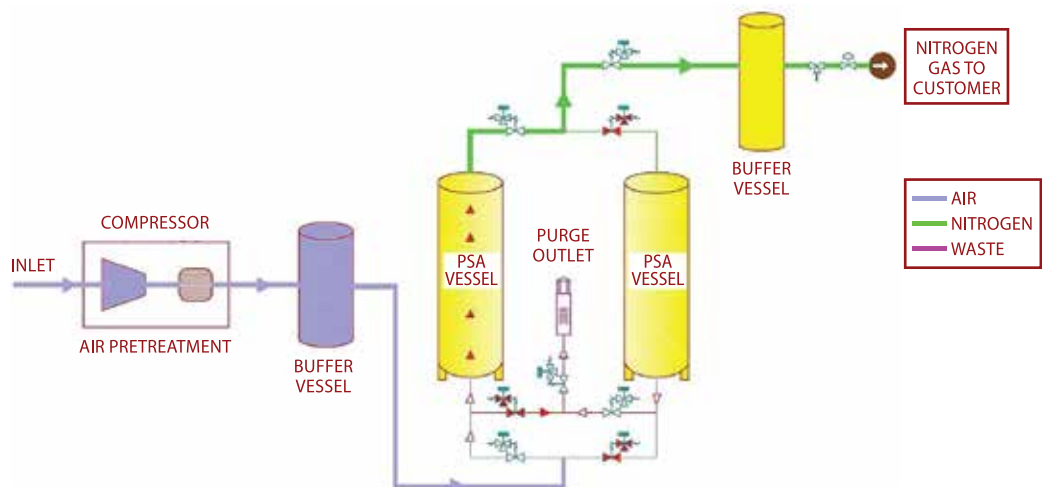 INLET
COMPRESSOR
AIR PRETREATMENT
BUFFER
VESSEL
PSA
VESSEL
PURGE
OUTLET
PSA
VESSEL
BUFFER
VESSEL
NITROGEN
GAS TO
CUSTOMER
AIR
NITROGEN
WASTE